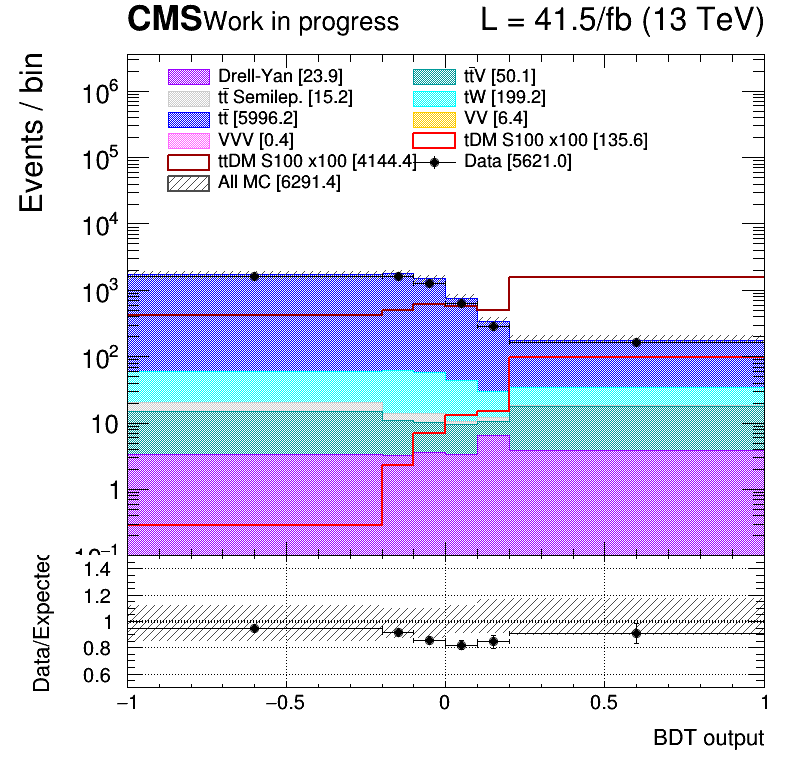 CMS Work in progress L = 41.5/fb (13 TeV)
Events / bin
Drell-Yan [23.9] tt̄V [50.1]
tt̄ Semilep. [15.2] tW [199.2]
tt̄ [5996.2] VV [6.4]
VVV [0.4] tDM S100 x100 [135.6]
ttDM S100 x100 [4144.4] Data [5621.0]
All MC [6291.4]
10⁶
10⁵
10⁴
10³
10²
10
1
10⁻¹
Data/Expected
1.4
1.2
1
0.8
0.6
−1 −0.5 0 0.5 1
BDT output